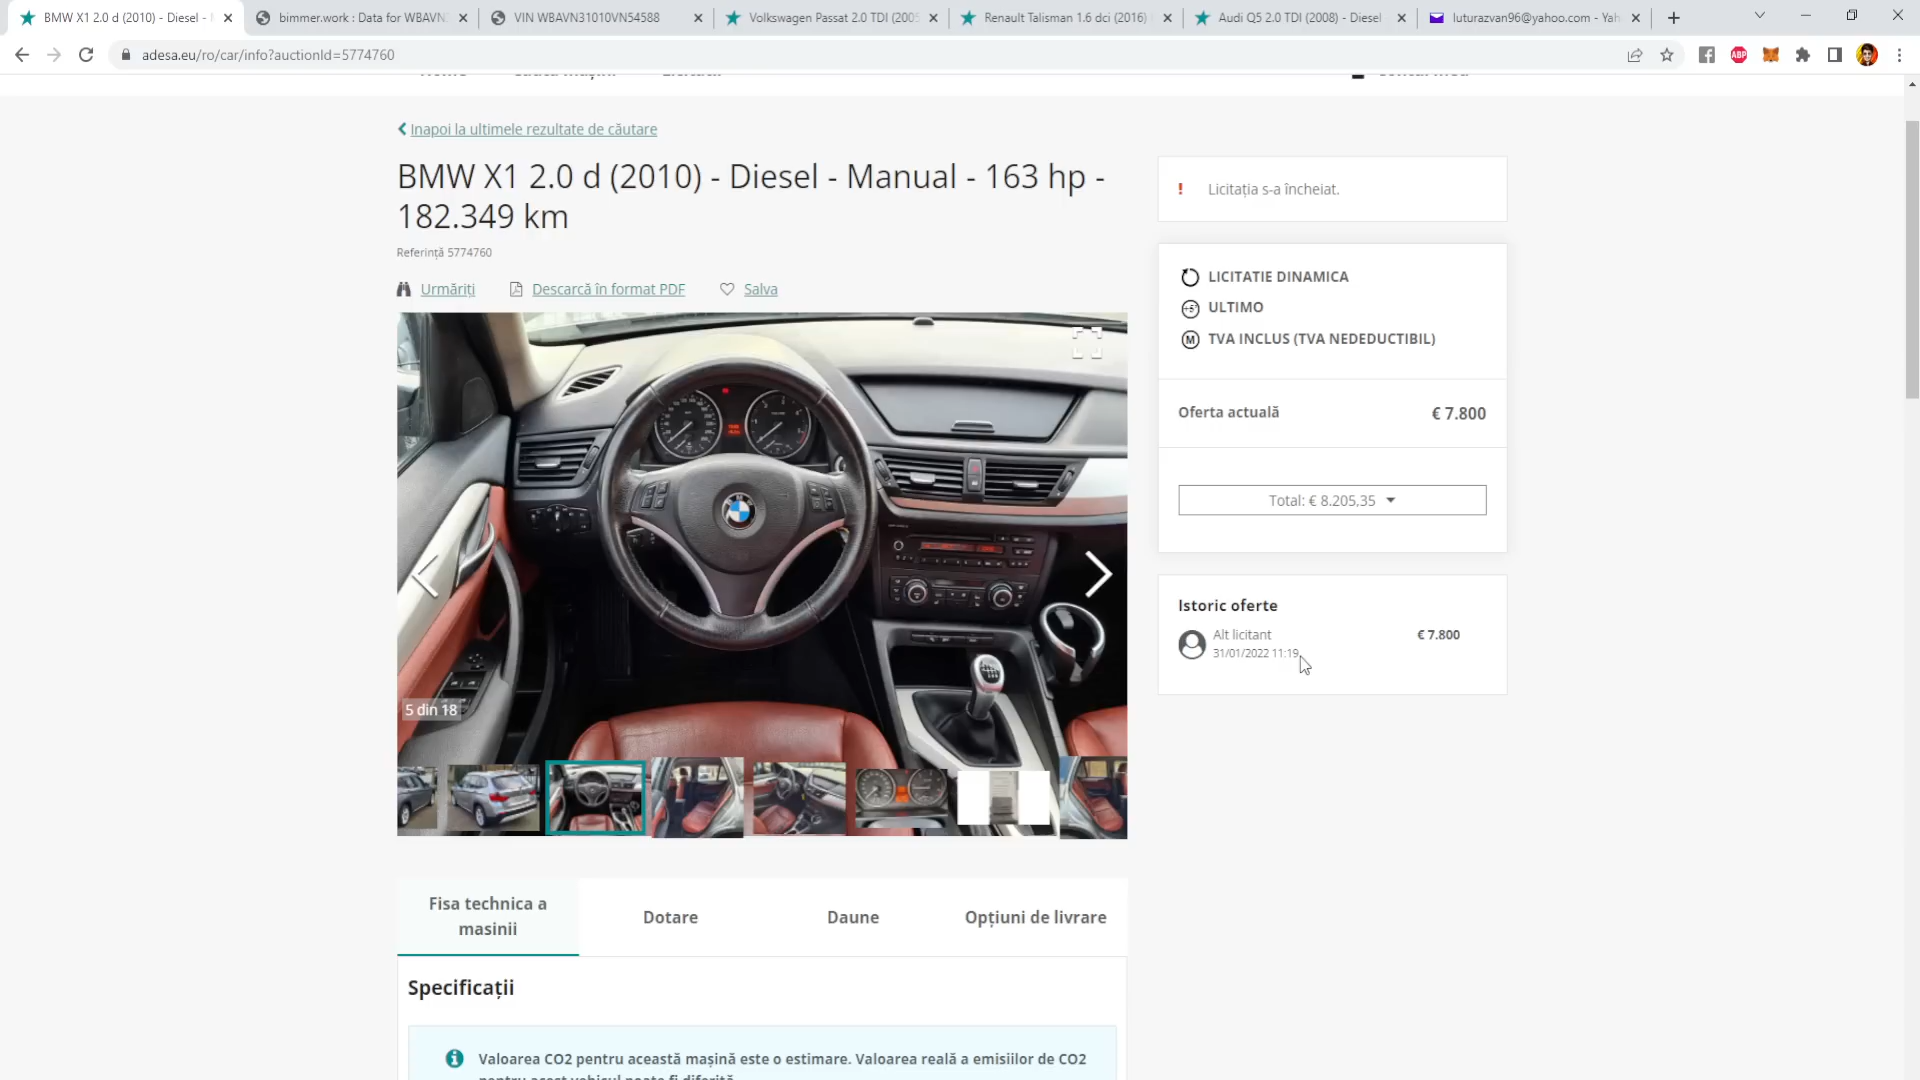 BMW X1 2.0 d (2010) - Diesel -
bimmer.work : Data for WBAVN
VIN WBAVN31010VN54588
Volkswagen Passat 2.0 TDI (2005
Renault Talisman 1.6 dci (2016)
Audi Q5 2.0 TDI (2008) - Diesel
luturazvan96@yahoo.com - Yah
adesa.eu/ro/car/info?auctionId=5774760
ABP
Inapoi la ultimele rezultate de căutare
BMW X1 2.0 d (2010) - Diesel - Manual - 163 hp -
182.349 km
Referință 5774760
Urmăriți
Descarcă în format PDF
Salva
5 din 18
Licitația s-a încheiat.
LICITATIE DINAMICA
ULTIMO
M TVA INCLUS (TVA NEDEDUCTIBIL)
Oferta actuală
€ 7.800
Total: € 8.205,35
Istoric oferte
Alt licitant
€ 7.800
31/01/2022 11:19
Fisa technica a
masinii
Dotare
Daune
Opțiuni de livrare
Specificații
Valoarea CO2 pentru această mașină este o estimare. Valoarea reală a emisiilor de CO2